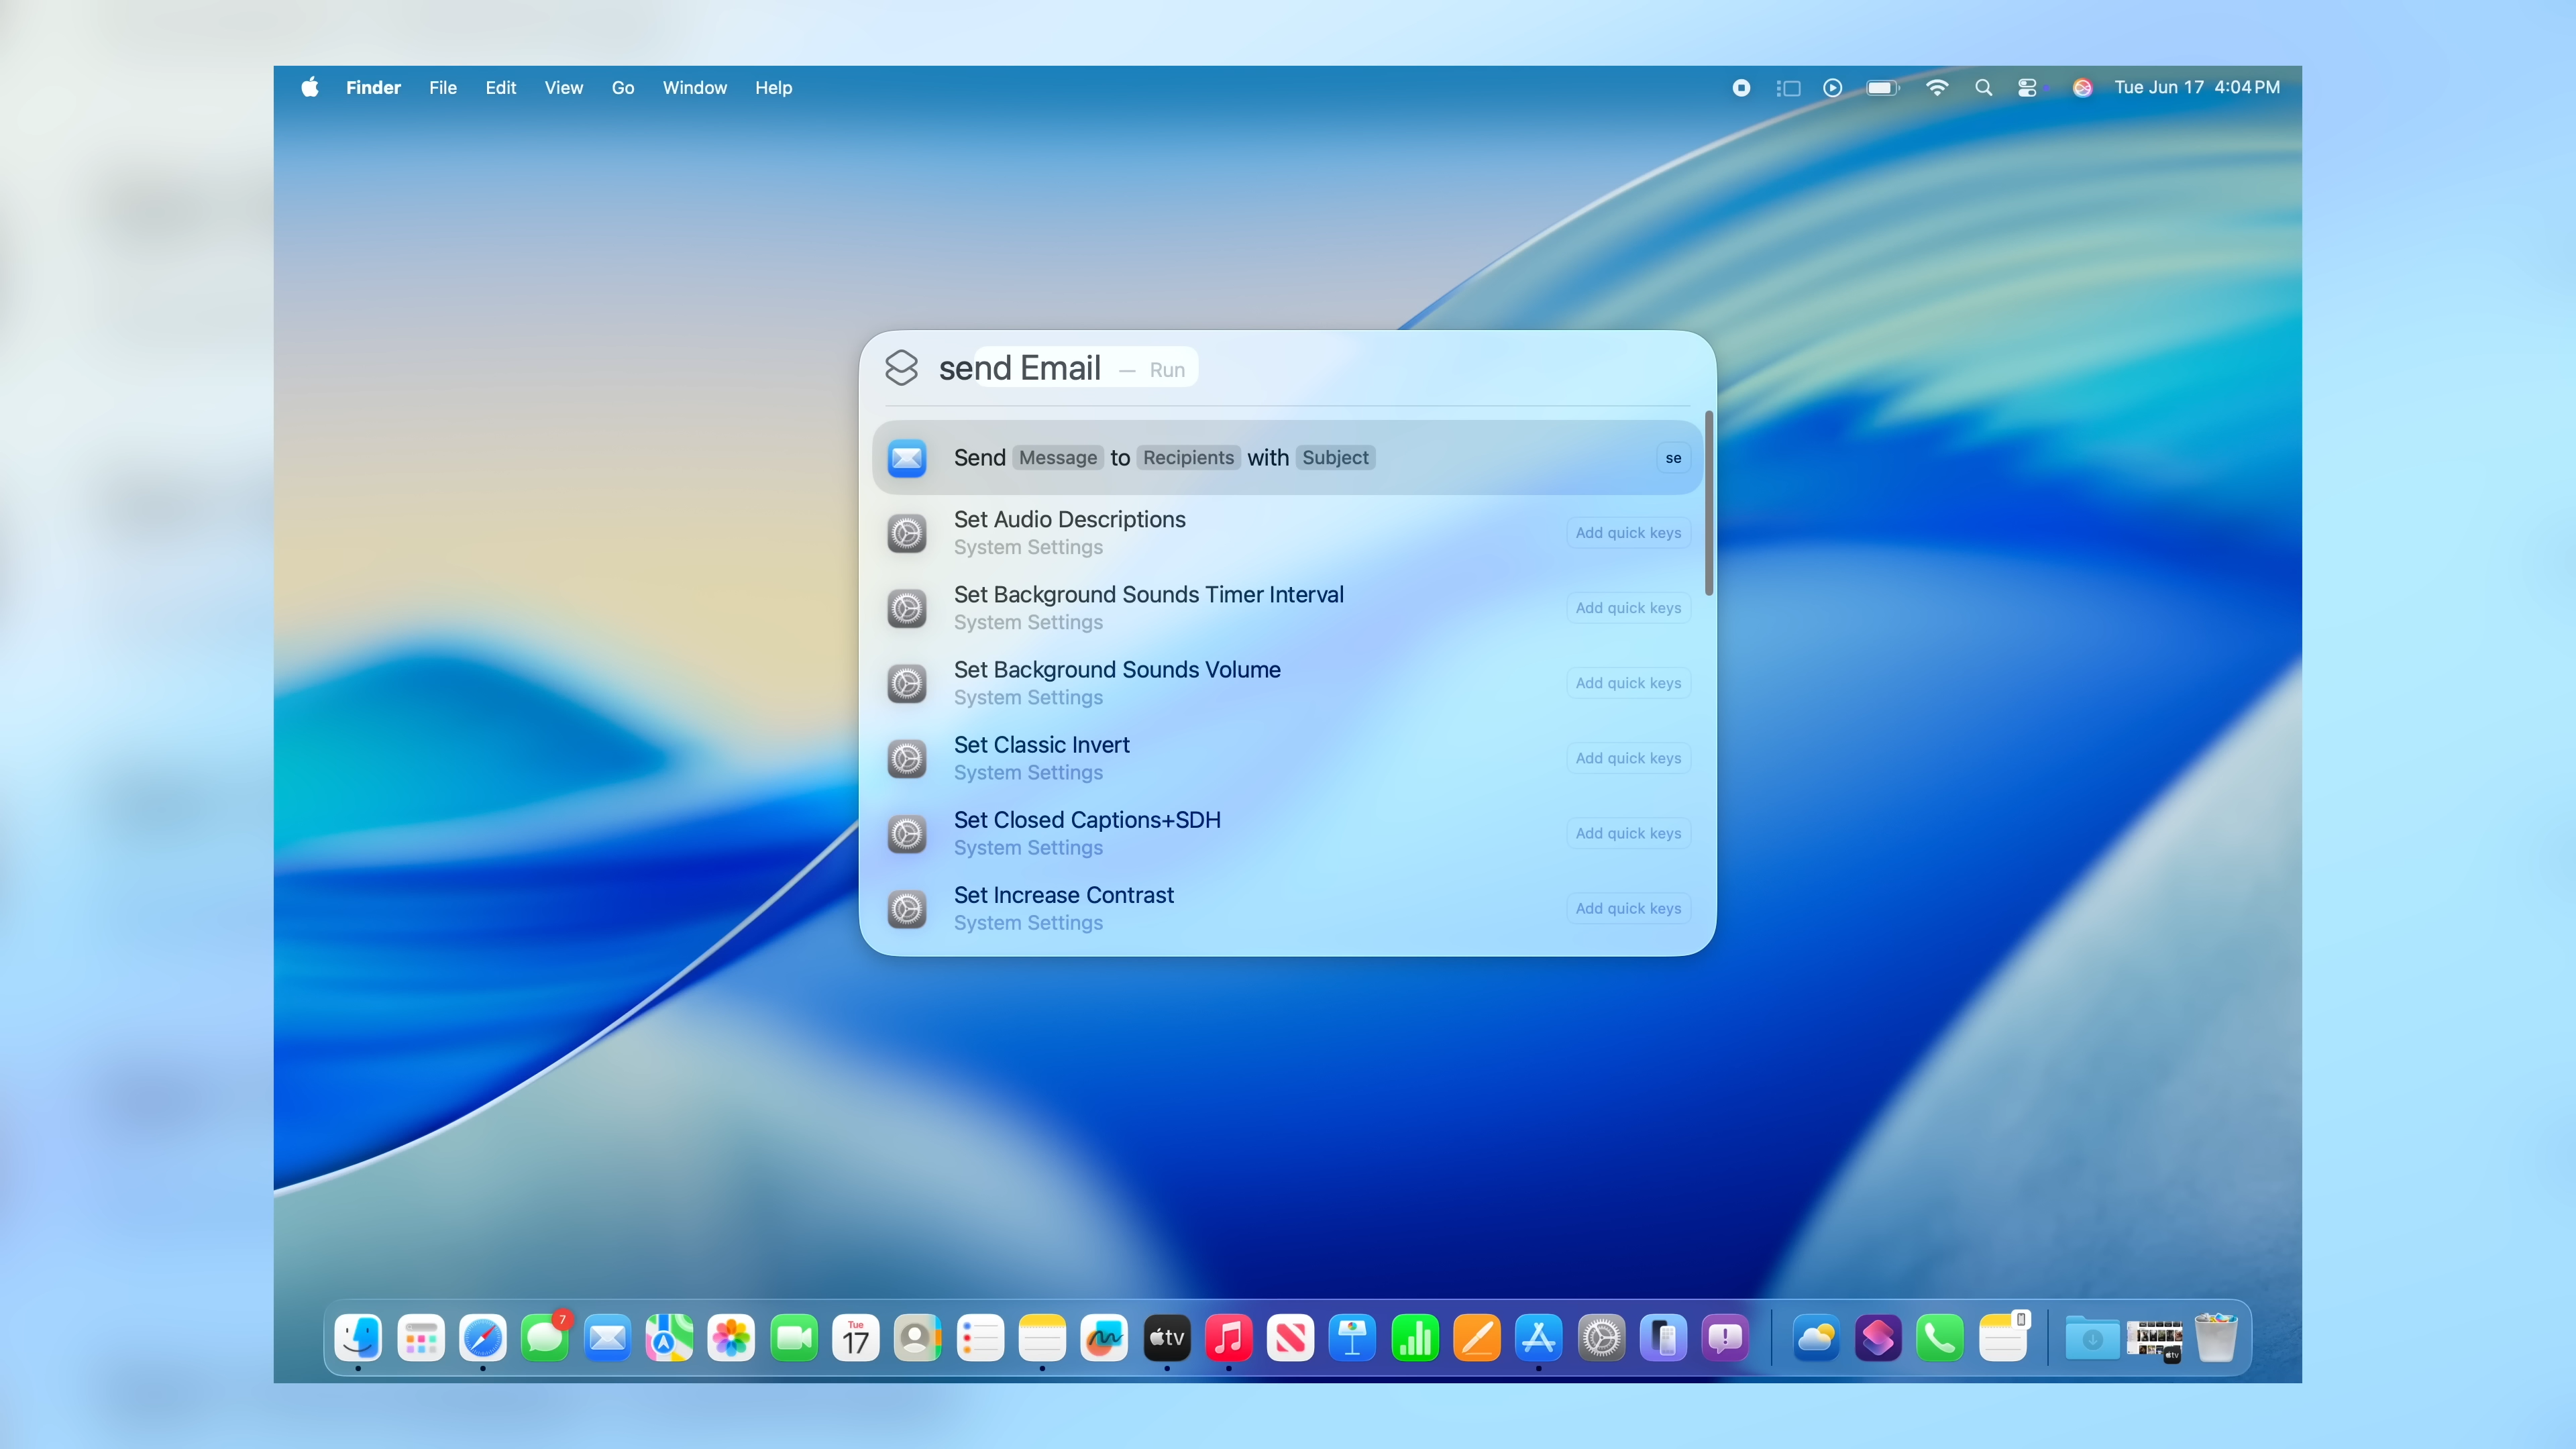 Finder File Edit View Go Window Help Tue Jun 17 4:04 PM
send Email — Run
Send Message to Recipients with Subject se
Set Audio Descriptions
System Settings
Add quick keys
Set Background Sounds Timer Interval
System Settings
Add quick keys
Set Background Sounds Volume
System Settings
Add quick keys
Set Classic Invert
System Settings
Add quick keys
Set Closed Captions+SDH
System Settings
Add quick keys
Set Increase Contrast
System Settings
Add quick keys
7
Tue
17
tv
tv